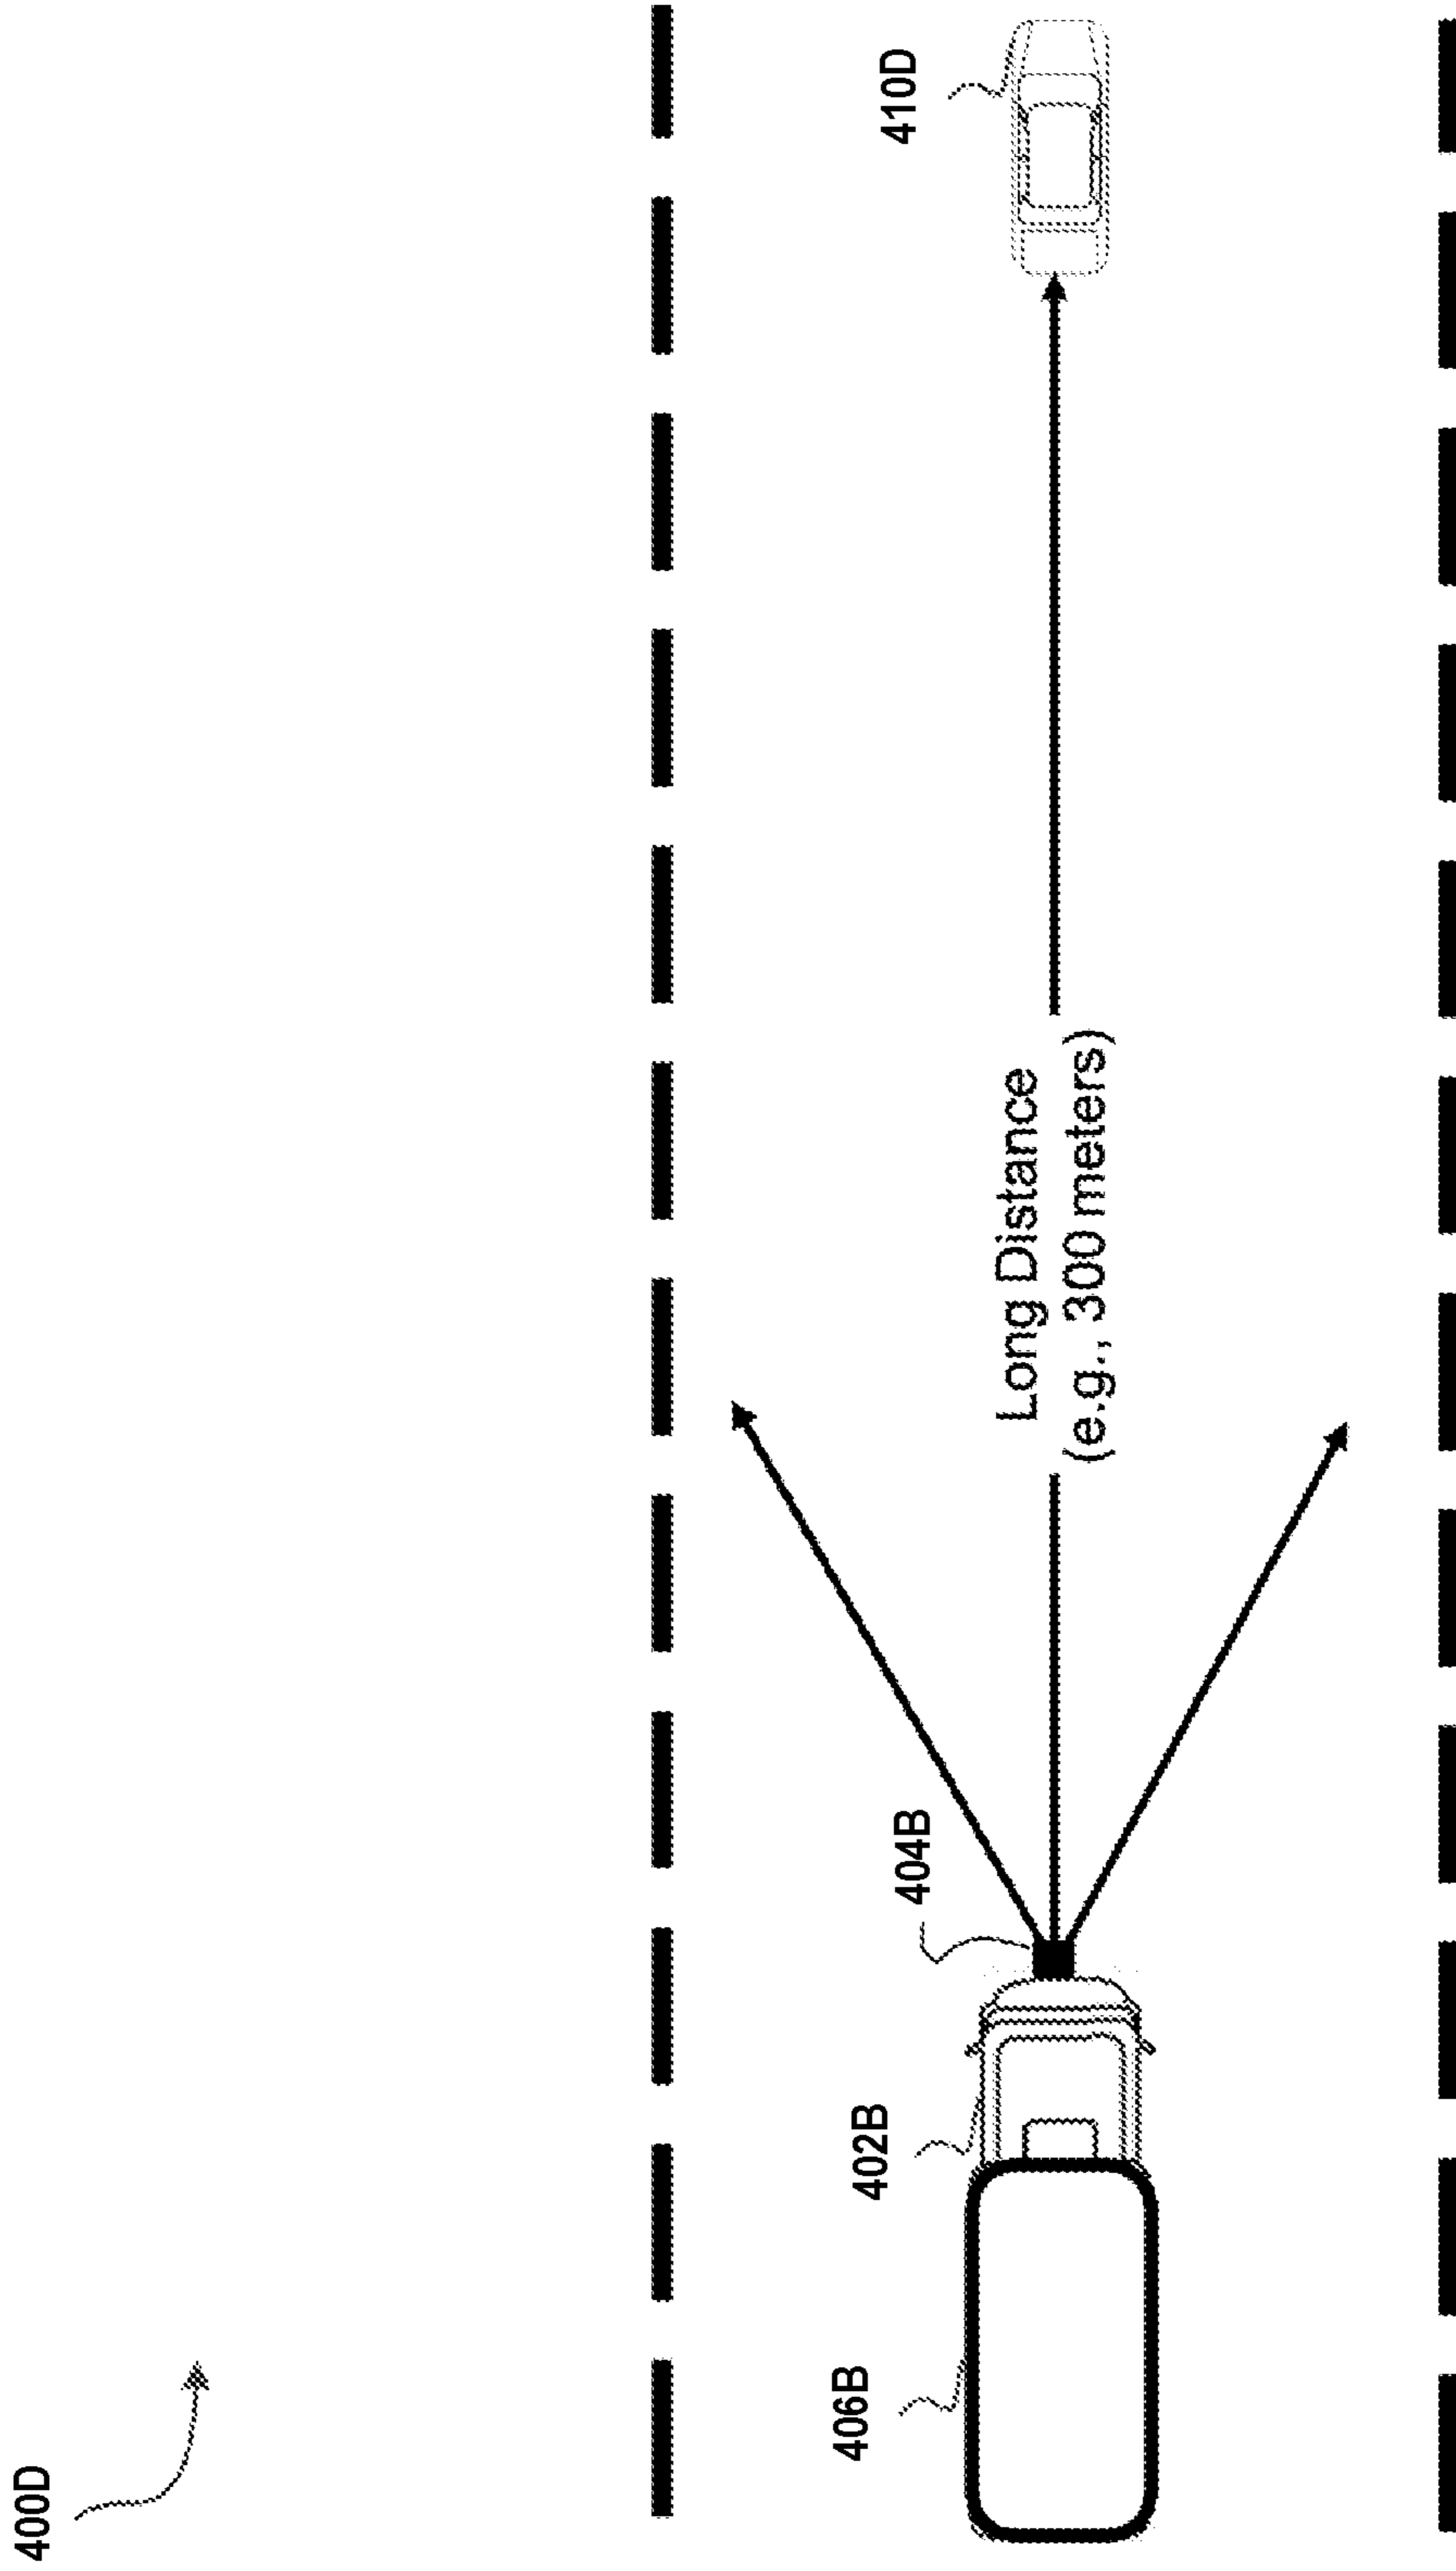 400D
406B
402B
404B
Long Distance
(e.g., 300 meters)
410D